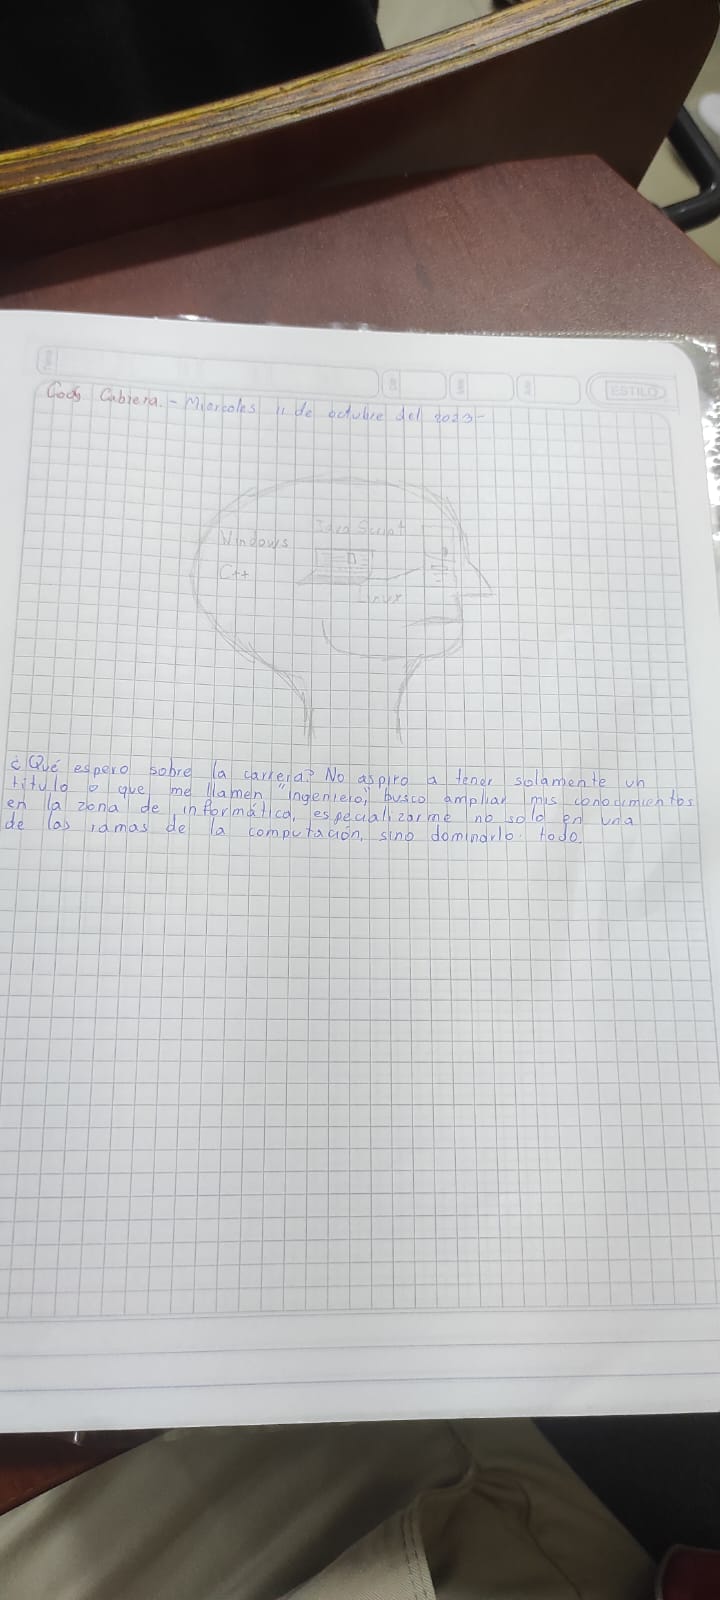 ESTILO
Cody Cabrera. - Miercoles 11 de octubre del 2023-
Java Script
Windows
C++
Linux
¿Qué espero sobre la carrera? No aspiro a tener solamente un
titulo o que me llamen "ingeniero", busco ampliar mis conocimientos
en la zona de informática, especializarme no solo en una
de las ramas de la computación, sino dominarlo todo.